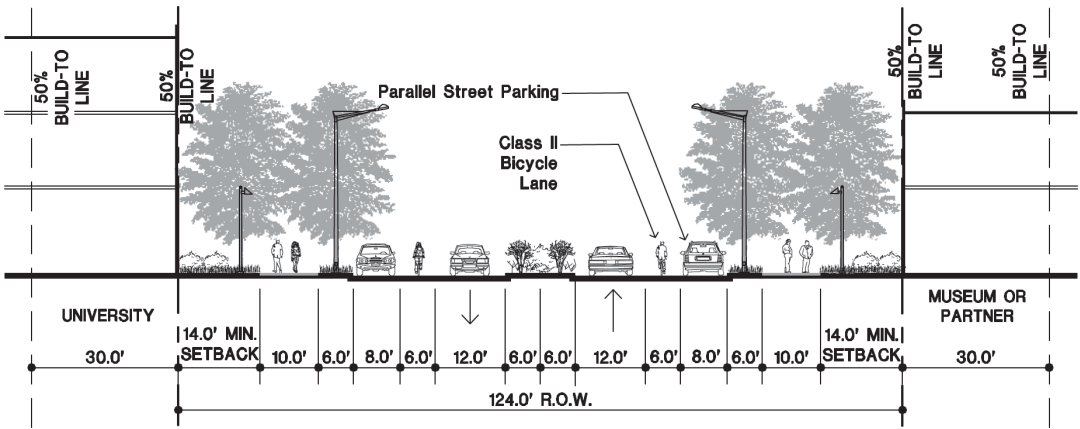 50%
BUILD-TO
LINE
50%
BUILD-TO
LINE
50%
BUILD-TO
LINE
50%
BUILD-TO
LINE
Parallel Street Parking
Class II
Bicycle
Lane
UNIVERSITY
MUSEUM OR
PARTNER
30.0'
14.0' MIN.
SETBACK
10.0'
6.0'
8.0'
6.0'
12.0'
6.0'
6.0'
12.0'
6.0'
8.0'
6.0'
10.0'
14.0' MIN.
SETBACK
30.0'
124.0' R.O.W.